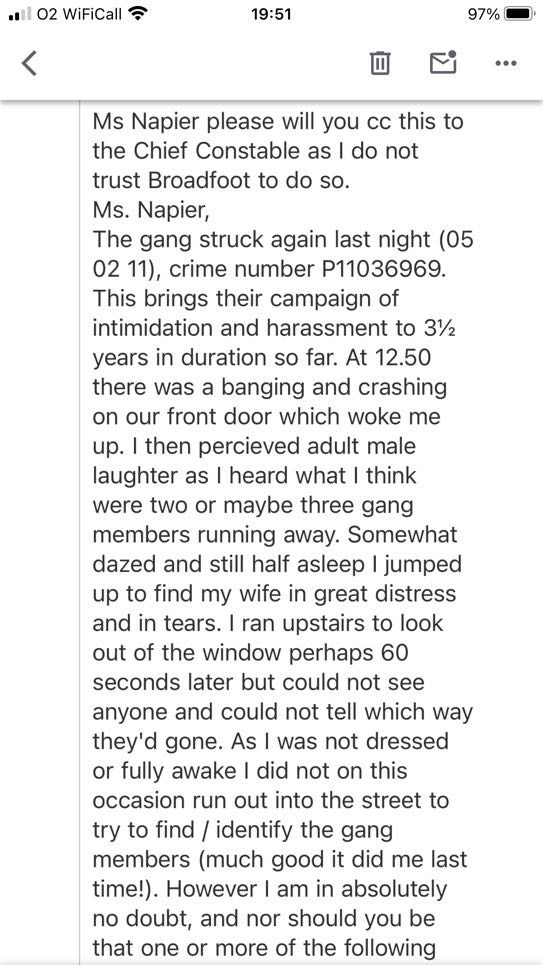 O2 WiFiCall 19:51 97%
Ms Napier please will you cc this to
the Chief Constable as I do not
trust Broadfoot to do so.
Ms. Napier,
The gang struck again last night (05
02 11), crime number P11036969.
This brings their campaign of
intimidation and harassment to 3½
years in duration so far. At 12.50
there was a banging and crashing
on our front door which woke me
up. I then percieved adult male
laughter as I heard what I think
were two or maybe three gang
members running away. Somewhat
dazed and still half asleep I jumped
up to find my wife in great distress
and in tears. I ran upstairs to look
out of the window perhaps 60
seconds later but could not see
anyone and could not tell which way
they'd gone. As I was not dressed
or fully awake I did not on this
occasion run out into the street to
try to find / identify the gang
members (much good it did me last
time!). However I am in absolutely
no doubt, and nor should you be
that one or more of the following